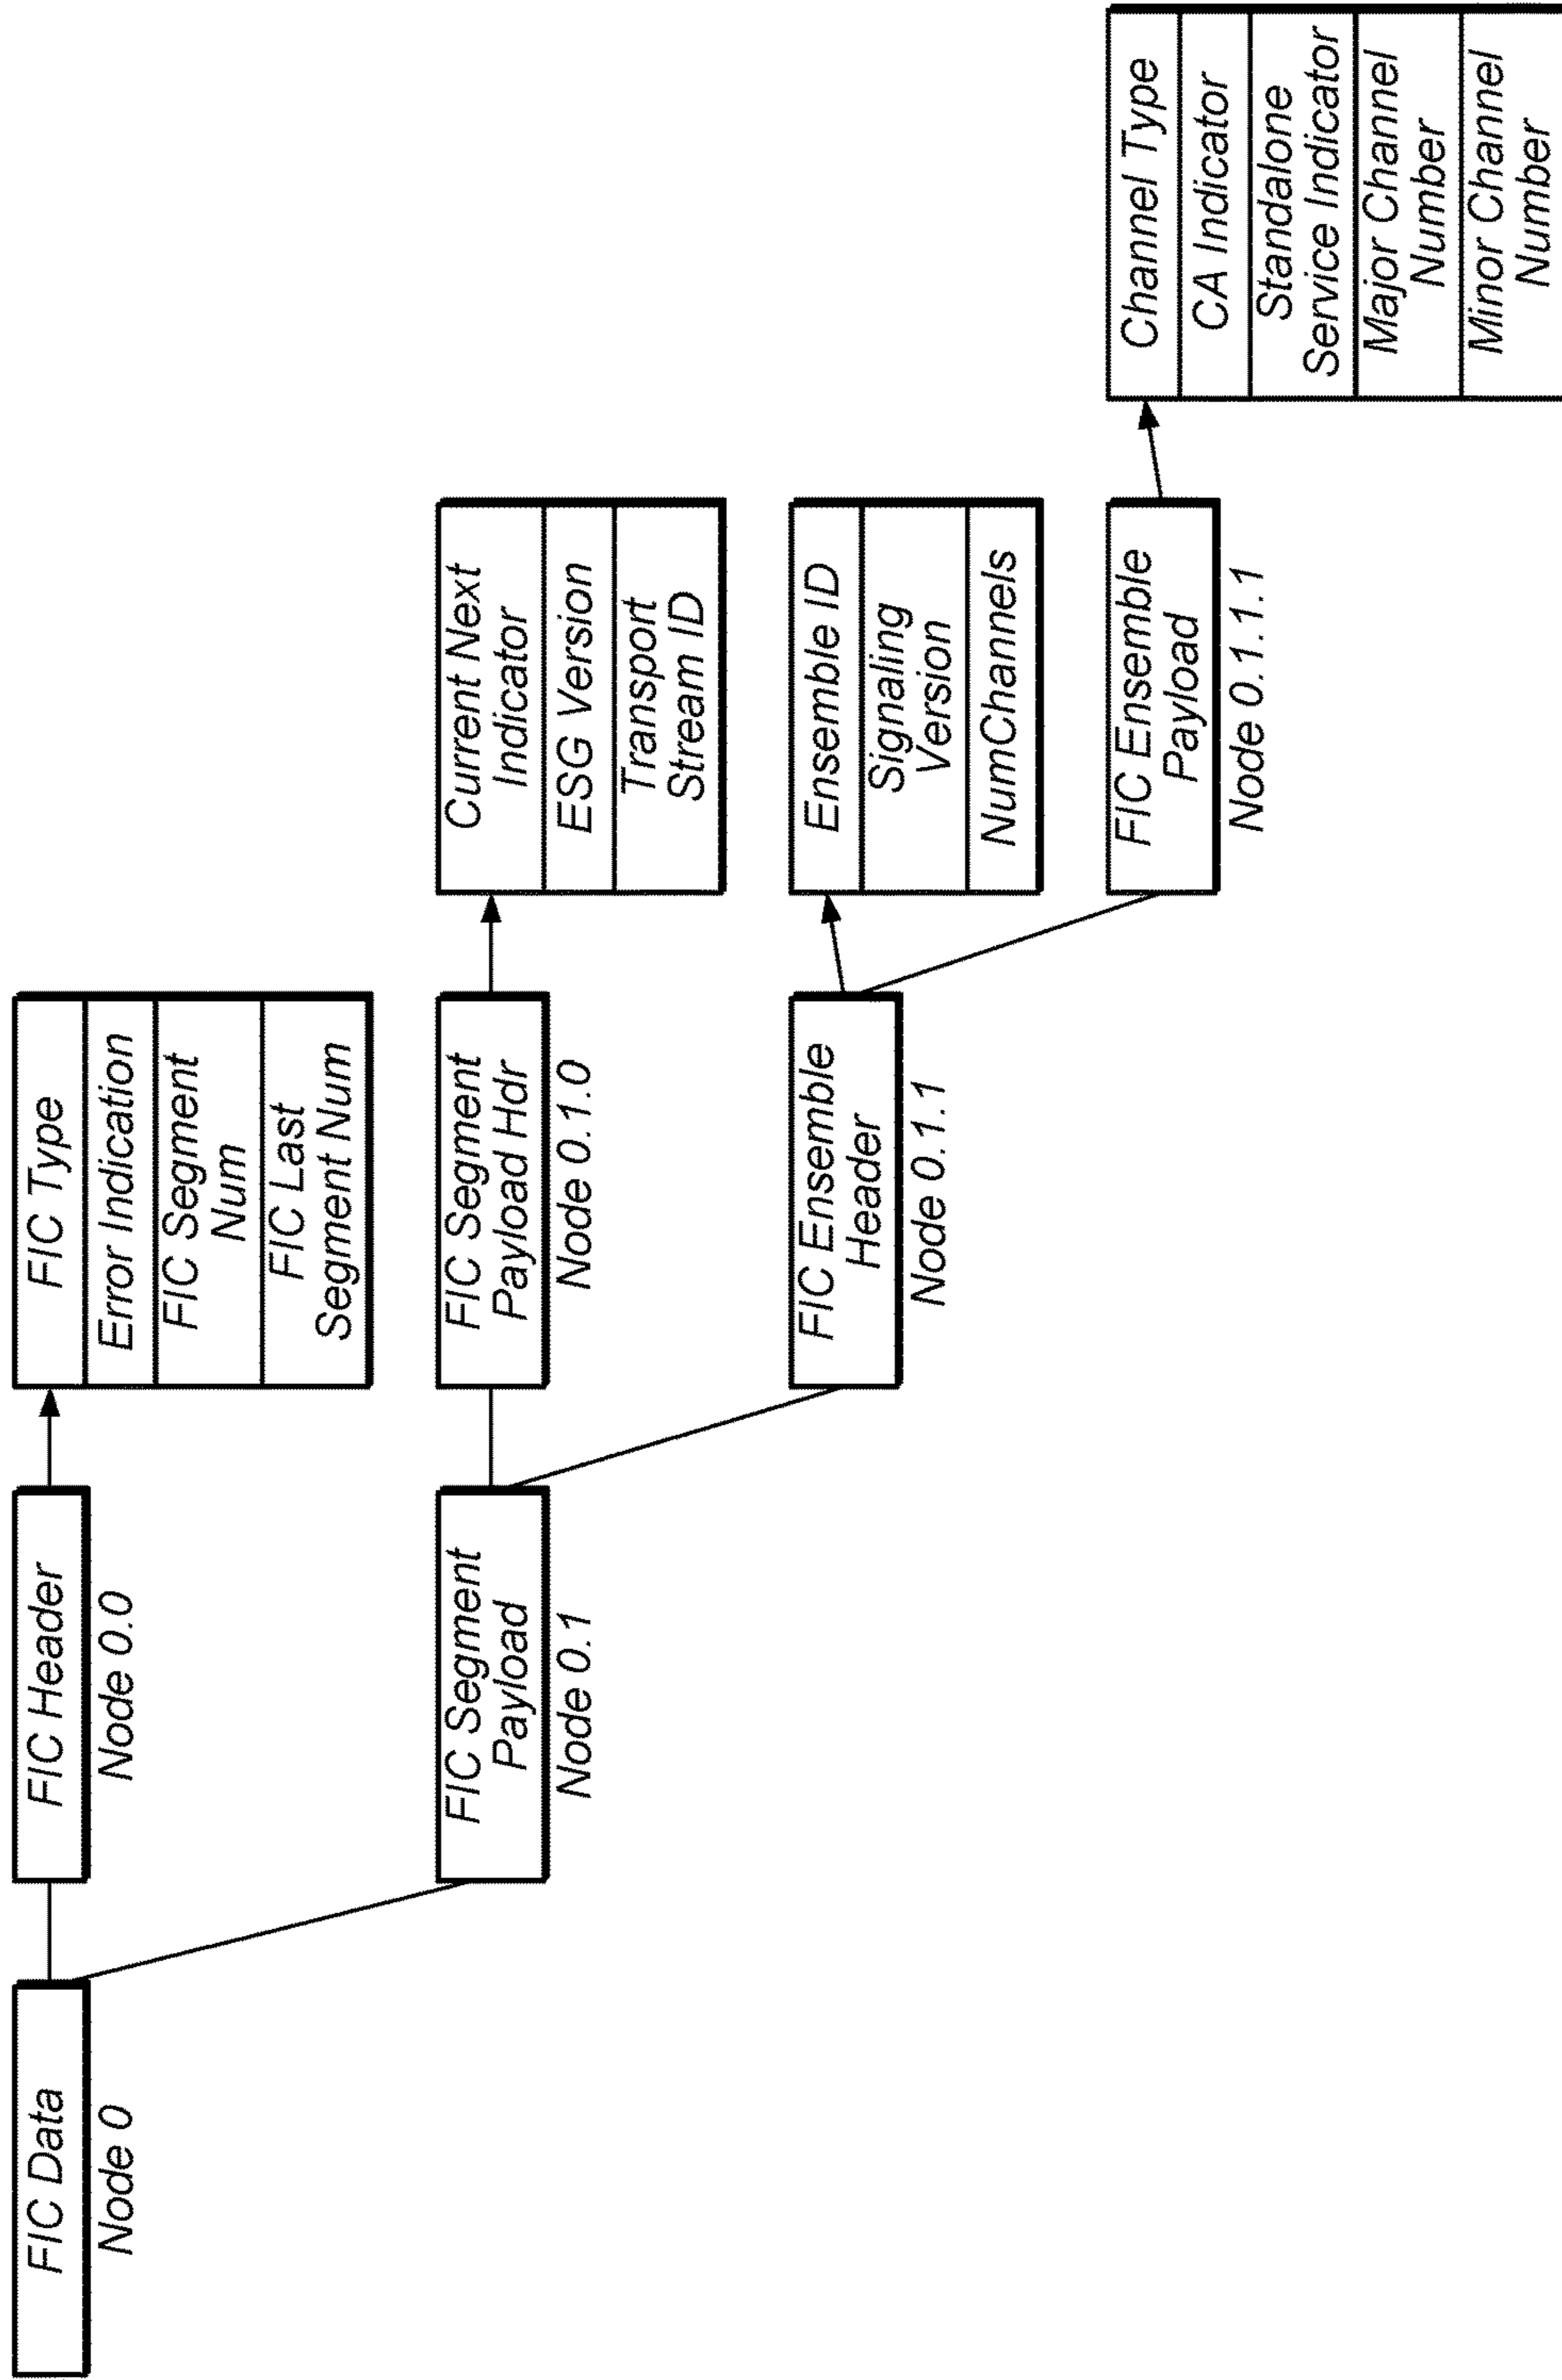 FIC Data
Node 0
FIC Header
Node 0.0
FIC Type
Error Indication
FIC Segment
Num
FIC Last
Segment Num
FIC Segment
Payload
Node 0.1
FIC Segment
Payload Hdr
Node 0.1.0
Current Next
Indicator
ESG Version
Transport
Stream ID
FIC Ensemble
Header
Node 0.1.1
Ensemble ID
Signaling
Version
NumChannels
FIC Ensemble
Payload
Node 0.1.1.1
Channel Type
CA Indicator
Standalone
Service Indicator
Major Channel
Number
Minor Channel
Number